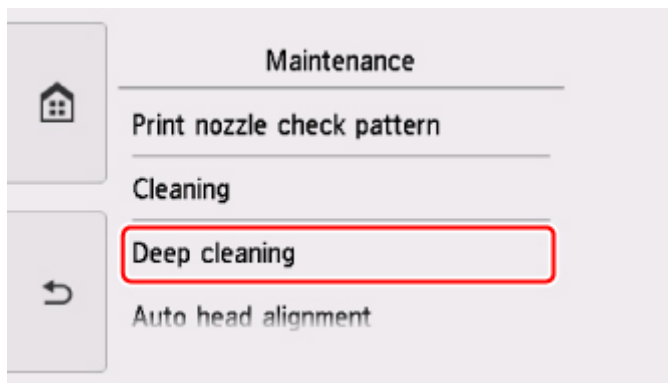 Maintenance
Print nozzle check pattern
Cleaning
Deep cleaning
Auto head alignment